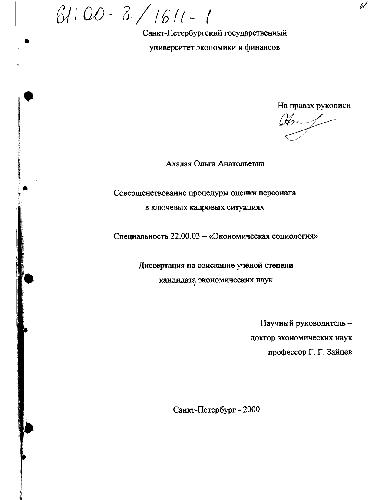 61:00-8/1611-1
Санкт-Петербургский государственный
университет экономики и финансов
На правах рукописи
Ольга Анатольевна
Совершенствование процедуры оценки персонала
в ключевых кадровых ситуациях
Специальность 22.00.03 – «Экономическая социология»
Диссертация на соискание ученой степени
кандидата экономических наук
Научный руководитель –
доктор экономических наук
профессор Г. Г. Зайцев
Санкт-Петербург - 2000